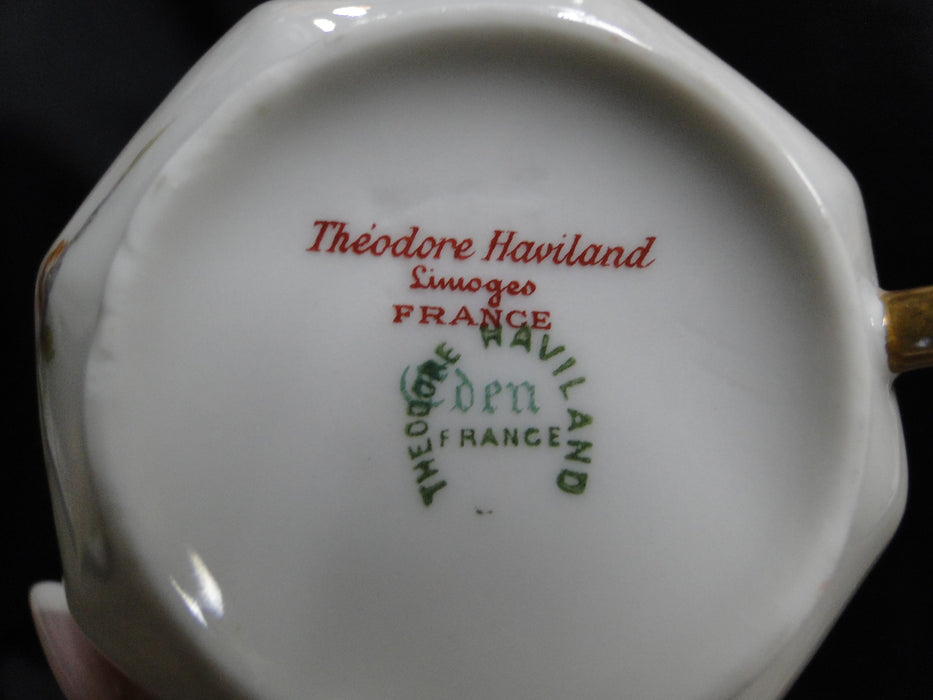 Théodore Haviland
Limoges
FRANCE
THEODORE HAVILAND
Eden
FRANCE